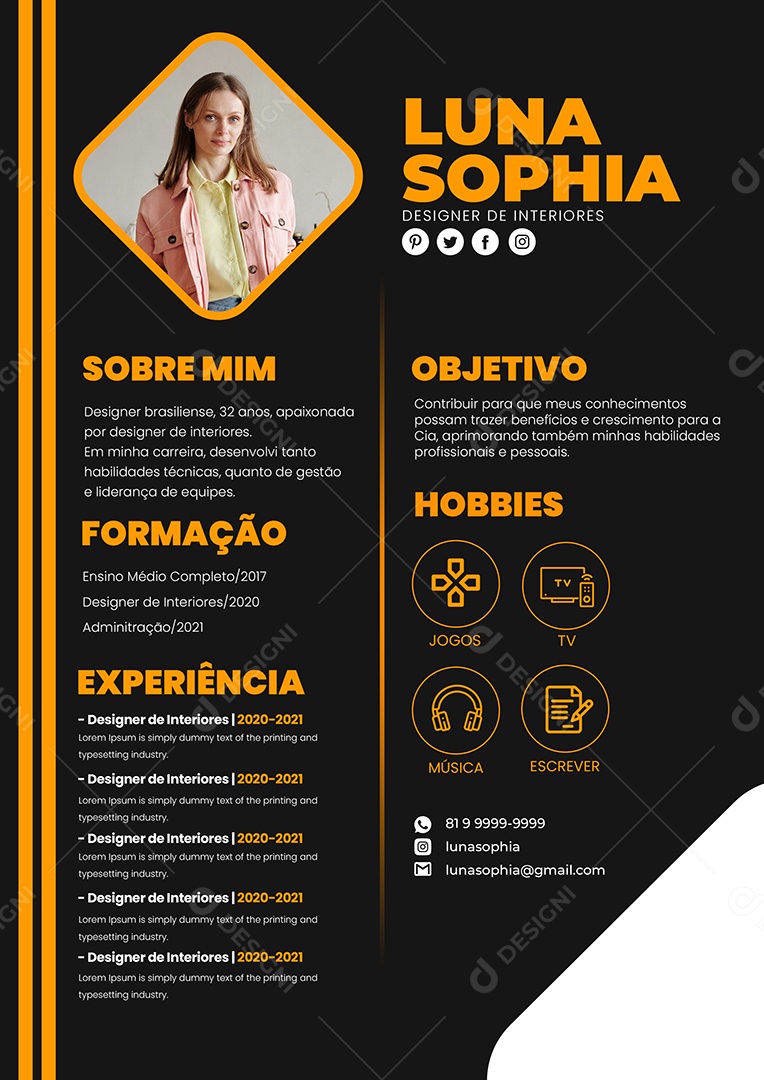 LUNA
SOPHIA
DESIGNER DE INTERIORES
SOBRE MIM
Designer brasiliense, 32 anos, apaixonada
por designer de interiores.
Em minha carreira, desenvolvi tanto
habilidades técnicas, quanto de gestão
e liderança de equipes.
FORMAÇÃO
Ensino Médio Completo/2017
Designer de Interiores/2020
Adminitração/2021
EXPERIÊNCIA
- Designer de Interiores | 2020-2021
Lorem Ipsum is simply dummy text of the printing and
typesetting industry.
- Designer de Interiores | 2020-2021
Lorem Ipsum is simply dummy text of the printing and
typesetting industry.
- Designer de Interiores | 2020-2021
Lorem Ipsum is simply dummy text of the printing and
typesetting industry.
- Designer de Interiores | 2020-2021
Lorem Ipsum is simply dummy text of the printing and
typesetting industry.
- Designer de Interiores | 2020-2021
Lorem Ipsum is simply dummy text of the printing and
typesetting industry.
OBJETIVO
Contribuir para que meus conhecimentos
possam trazer benefícios e crescimento para a
Cia, aprimorando também minhas habilidades
profissionais e pessoais.
HOBBIES
TV
JOGOS
TV
MÚSICA
ESCREVER
81 9 9999-9999
lunasophia
lunasophia@gmail.com
DESIGNI
DESIGNI
DESIGNI
DESIGNI
DESIGNI
DESIGNI
DESIGNI
DESIGNI